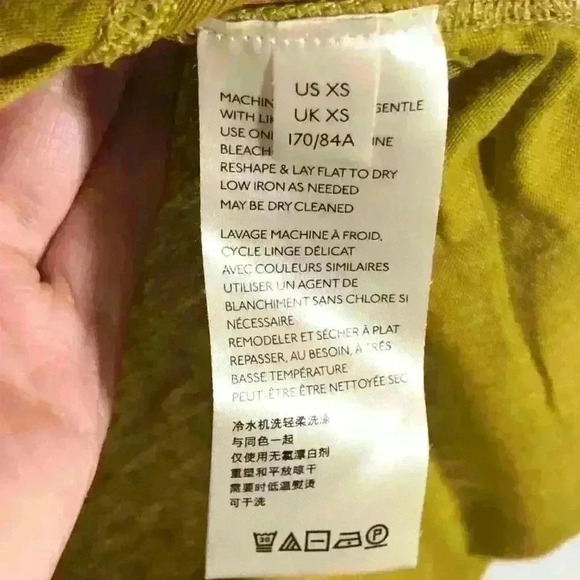 US XS
UK XS
170/84A
MACHIN GENTLE
WITH
USE ON NE
BLEACH
RESHAPE & LAY FLAT TO DRY
LOW IRON AS NEEDED
MAY BE DRY CLEANED
LAVAGE MACHINE À FROID,
CYCLE LINGE DÉLICAT
AVEC COULEURS SIMILAIRES
UTILISER UN AGENT DE
BLANCHIMENT SANS CHLORE SI
NÉCESSAIRE
REMODELER ET SÉCHER À PLAT
REPASSER, AU BESOIN, À TRÈS
BASSE TEMPÉRATURE
PEUT-ÊTRE ÊTRE NETTOYÉE SEC
冷水机洗轻柔洗涤
与同色一起
仅使用无氯漂白剂
重塑和平放晾干
需要时低温熨烫
可干洗
30
P